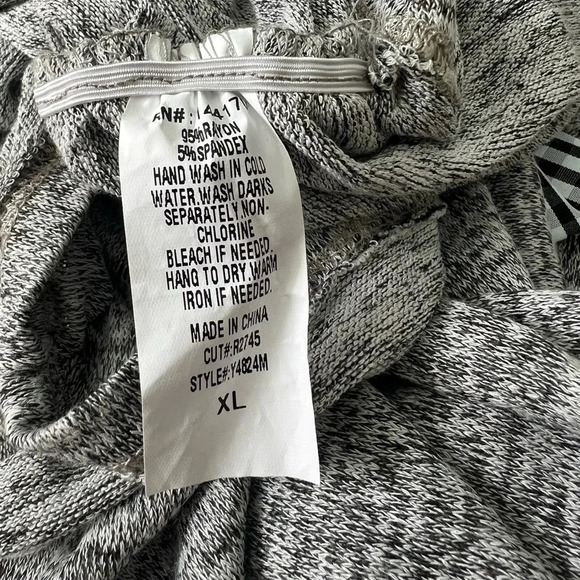 95%RAYON
5%SPANDEX
HAND WASH IN COLD
WATER.WASH DARKS
SEPARATELY.NON-
CHLORINE
BLEACH IF NEEDED.
HANQ TO DRY.WARM
IRON IF NEEDED.
MADE IN CHINA
CUT#:R2745
STYLE#:Y4824M
XL